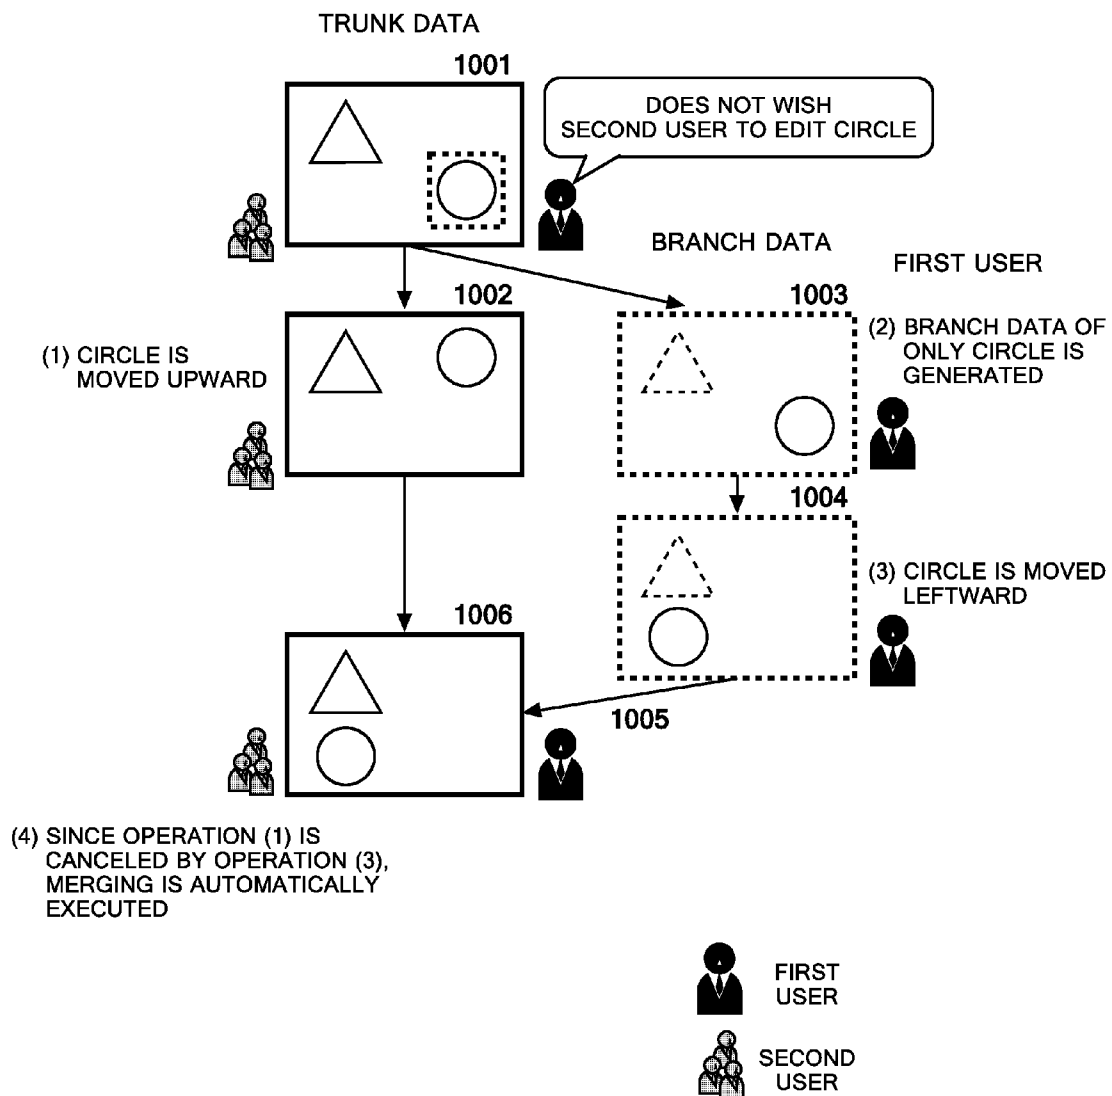 TRUNK DATA
1001
DOES NOT WISH
SECOND USER TO EDIT CIRCLE
BRANCH DATA
FIRST USER
1002
1003
(1) CIRCLE IS
MOVED UPWARD
(2) BRANCH DATA OF
ONLY CIRCLE IS
GENERATED
1004
(3) CIRCLE IS MOVED
LEFTWARD
1006
1005
(4) SINCE OPERATION (1) IS
CANCELED BY OPERATION (3),
MERGING IS AUTOMATICALLY
EXECUTED
FIRST
USER
SECOND
USER